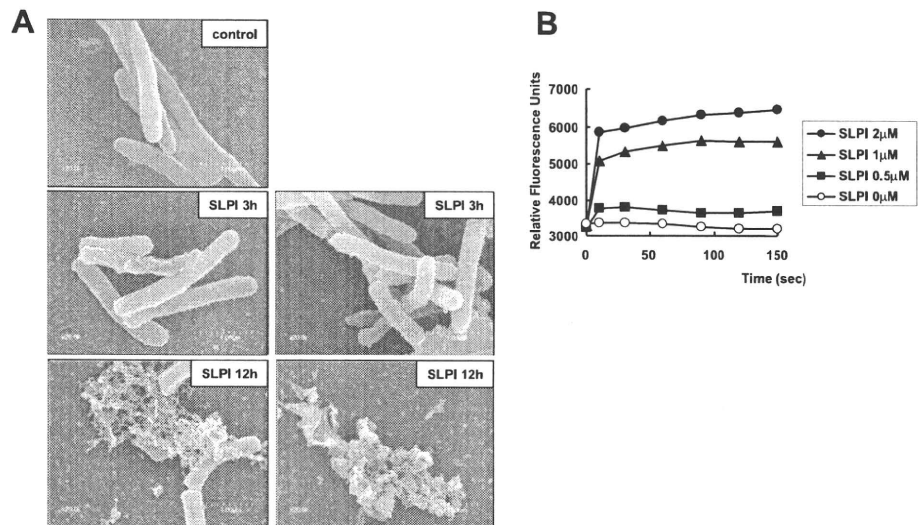 A
control
SLPI 3h
SLPI 3h
SLPI 12h
SLPI 12h
B
Relative Fluorescence Units
7000
6000
5000
4000
3000
0
50
100
150
Time (sec)
SLPI 2µM
SLPI 1µM
SLPI 0.5µM
SLPI 0µM